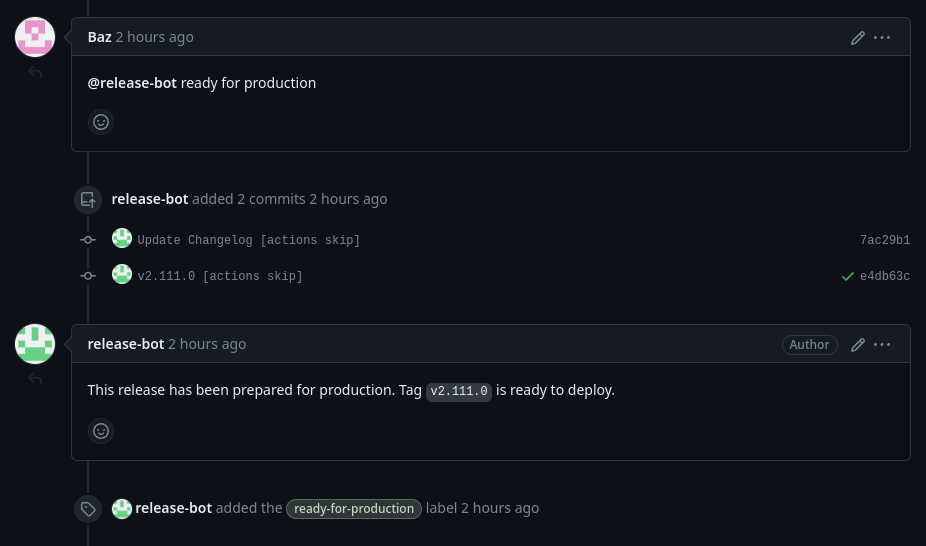 Baz 2 hours ago
@release-bot ready for production
release-bot added 2 commits 2 hours ago
Update Changelog [actions skip] 7ac29b1
v2.111.0 [actions skip] e4db63c
release-bot 2 hours ago Author
This release has been prepared for production. Tag v2.111.0 is ready to deploy.
release-bot added the ready-for-production label 2 hours ago